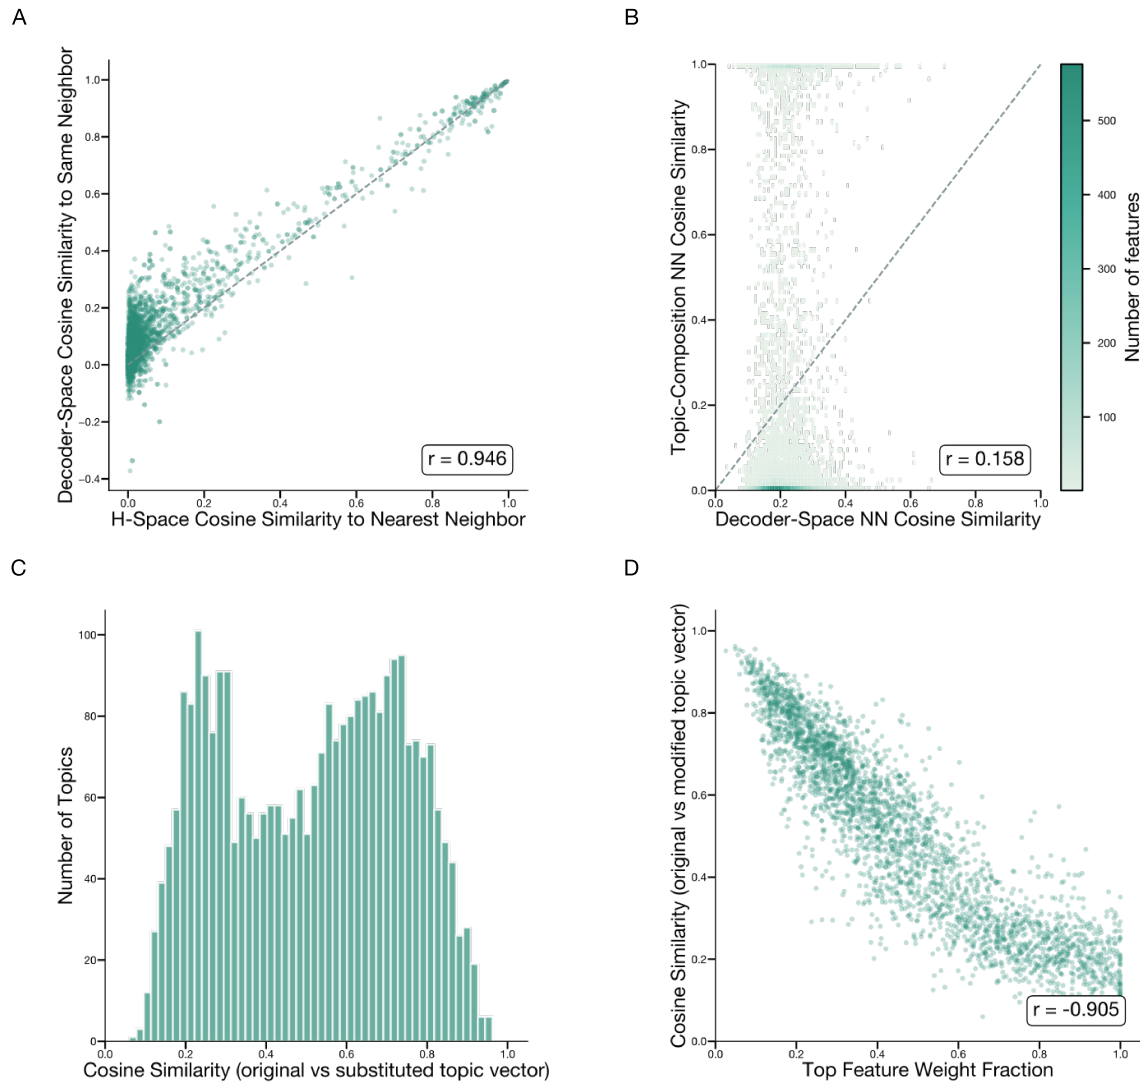 A
Decoder-Space Cosine Similarity to Same Neighbor
1.0
0.8
0.6
0.4
0.2
0.0
−0.2
−0.4
r = 0.946
0.0 0.2 0.4 0.6 0.8 1.0
H-Space Cosine Similarity to Nearest Neighbor
B
Topic-Composition NN Cosine Similarity
1.0
0.8
0.6
0.4
0.2
0.0
r = 0.158
0.0 0.2 0.4 0.6 0.8 1.0
Decoder-Space NN Cosine Similarity
500
400
300
200
100
Number of features
C
Number of Topics
100
80
60
40
20
0
0.0 0.2 0.4 0.6 0.8 1.0
Cosine Similarity (original vs substituted topic vector)
D
Cosine Similarity (original vs modified topic vector)
1.0
0.8
0.6
0.4
0.2
0.0
r = -0.905
0.0 0.2 0.4 0.6 0.8 1.0
Top Feature Weight Fraction